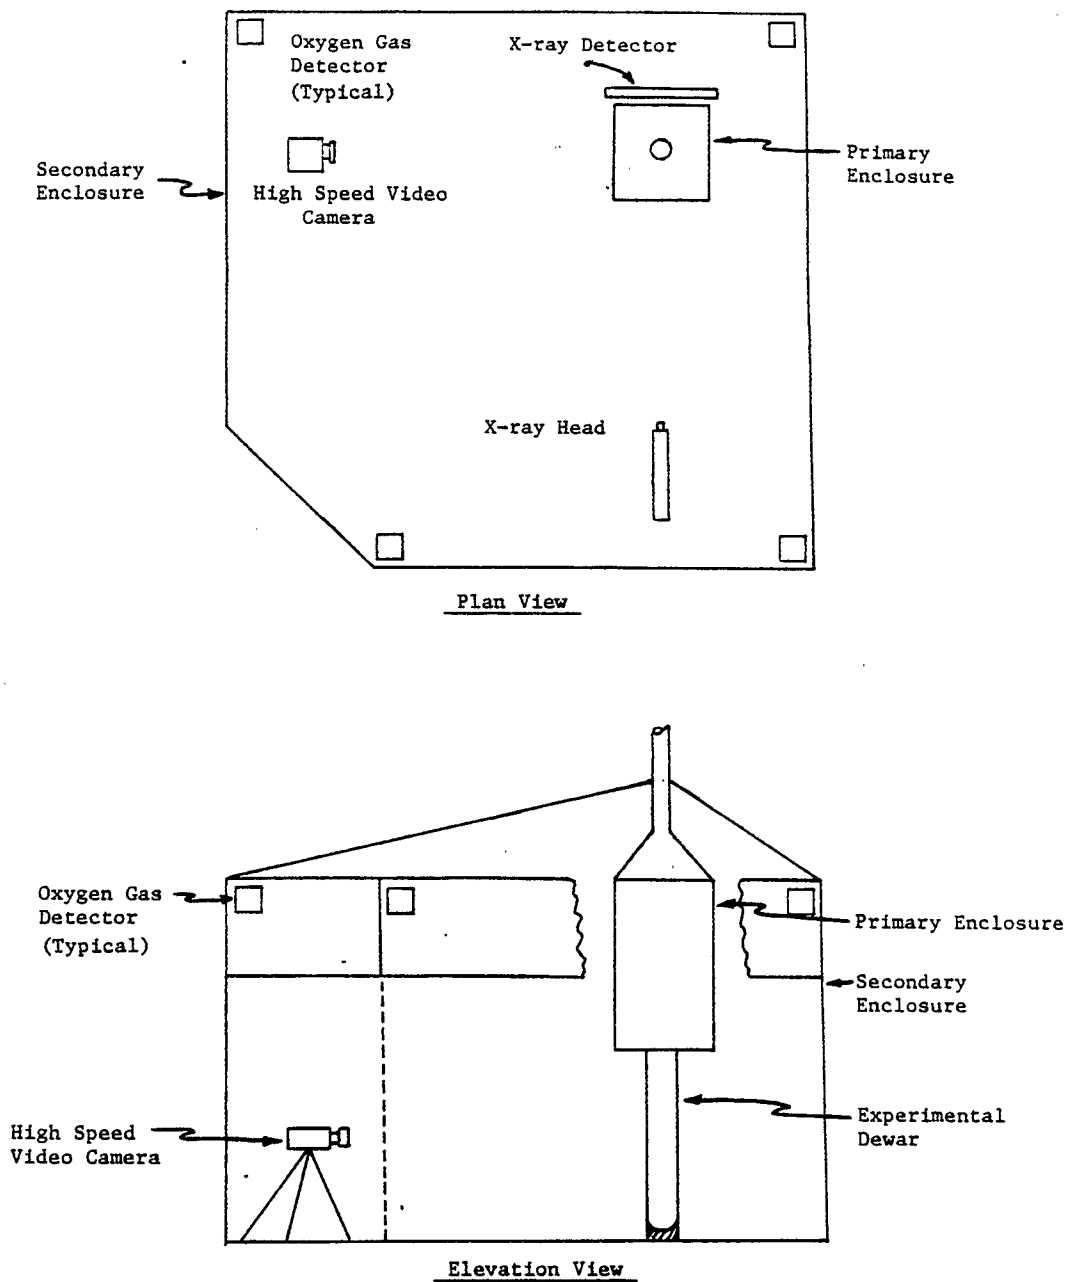 Oxygen Gas
Detector
(Typical)
X-ray Detector
Primary
Enclosure
Secondary
Enclosure
High Speed Video
Camera
X-ray Head
Plan View
Oxygen Gas
Detector
(Typical)
Primary Enclosure
Secondary
Enclosure
Experimental
Dewar
High Speed
Video Camera
Elevation View